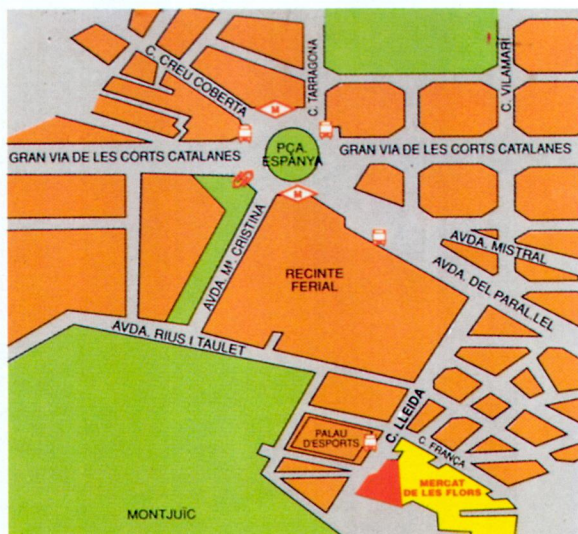 C. CREU COBERTA
C. TARRAGONA
C. VILAMARÍ
M
GRAN VIA DE LES CORTS CATALANES
PÇA.
ESPANYA
GRAN VIA DE LES CORTS CATALANES
M
AVDA. Mª. CRISTINA
AVDA. MISTRAL
AVDA. DEL PARAL.LEL
RECINTE
FERIAL
AVDA. RIUS I TAULET
C. LLEIDA
PALAU
D'ESPORTS
C. FRANÇA
MERCAT
DE LES FLORS
MONTJUÏC